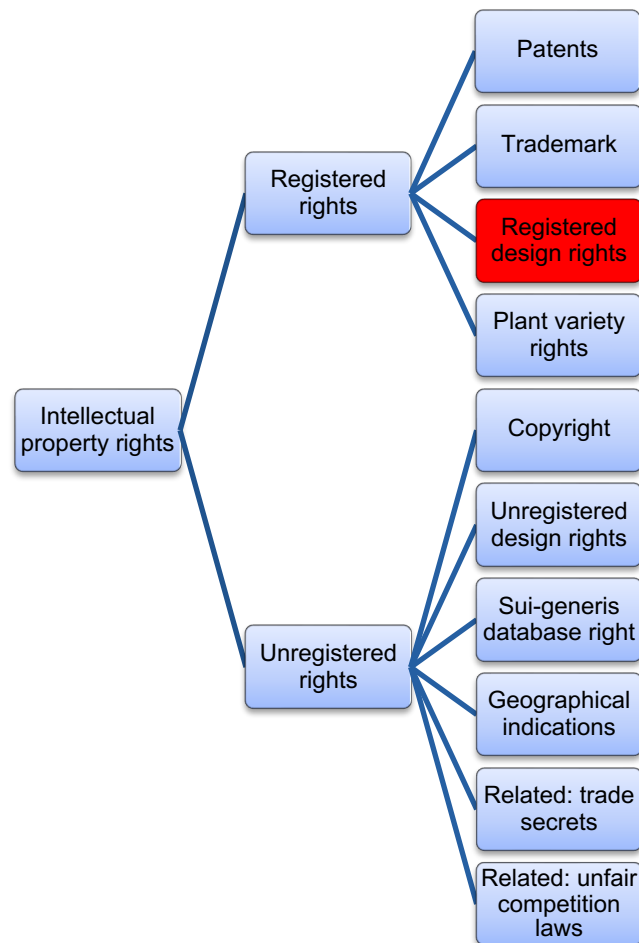 Patents
Trademark
Registered
rights
Registered
design rights
Plant variety
rights
Intellectual
property rights
Copyright
Unregistered
design rights
Sui-generis
database right
Unregistered
rights
Geographical
indications
Related: trade
secrets
Related: unfair
competition
laws